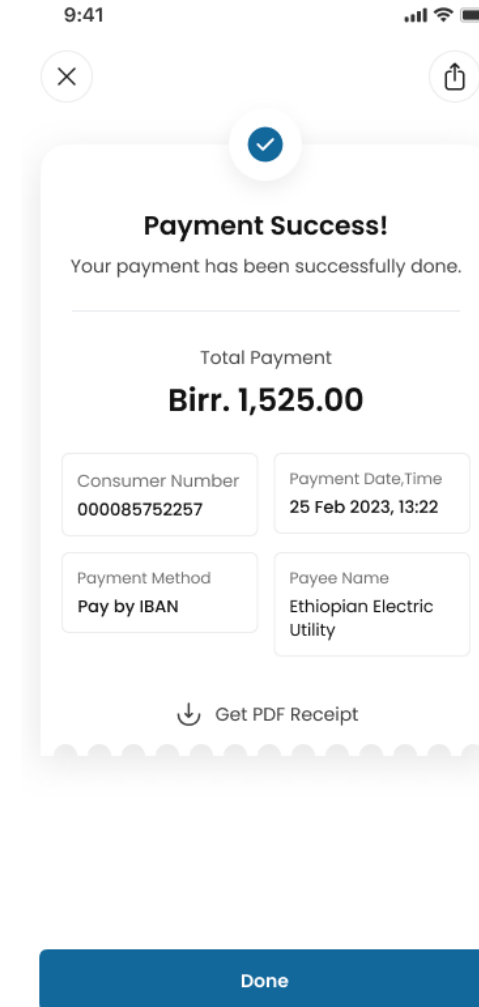 9:41
Payment Success!
Your payment has been successfully done.
Total Payment
Birr. 1,525.00
Consumer Number
000085752257
Payment Date,Time
25 Feb 2023, 13:22
Payment Method
Pay by IBAN
Payee Name
Ethiopian Electric
Utility
Get PDF Receipt
Done